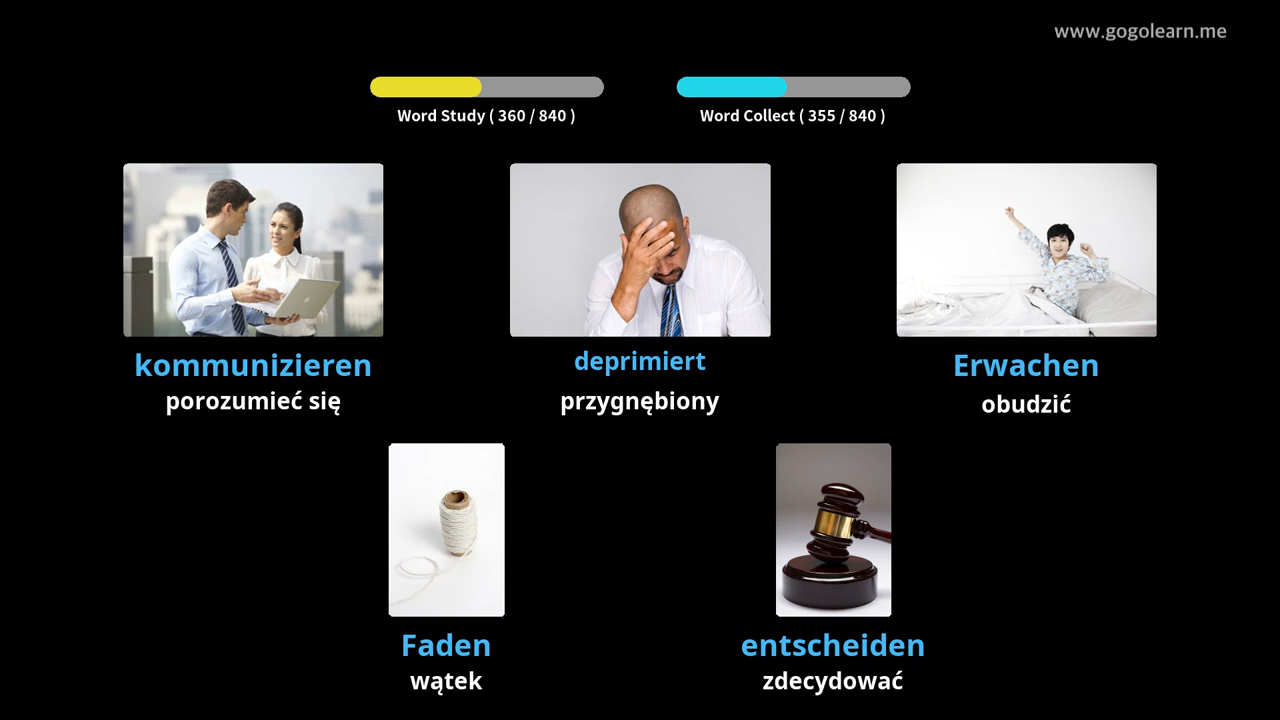 www.gogolearn.me
Word Study ( 360 / 840 )
Word Collect ( 355 / 840 )
kommunizieren
porozumieć się
deprimiert
przygnębiony
Erwachen
obudzić
Faden
wątek
entscheiden
zdecydować